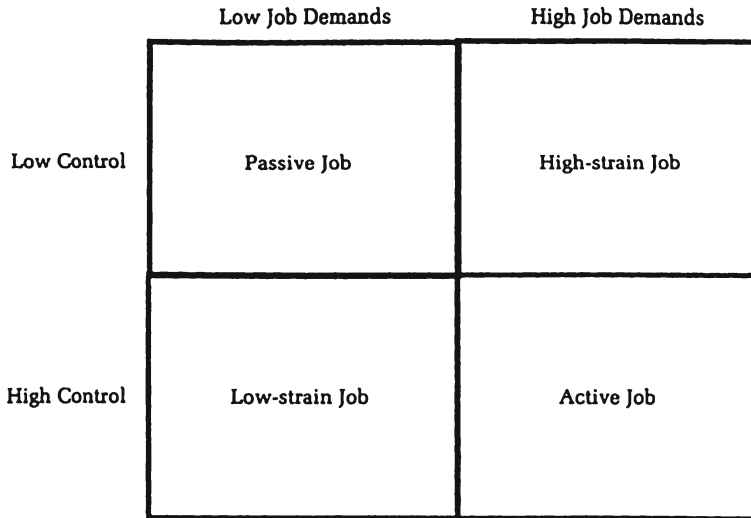 Low Job Demands High Job Demands
Low Control Passive Job High-strain Job
High Control Low-strain Job Active Job